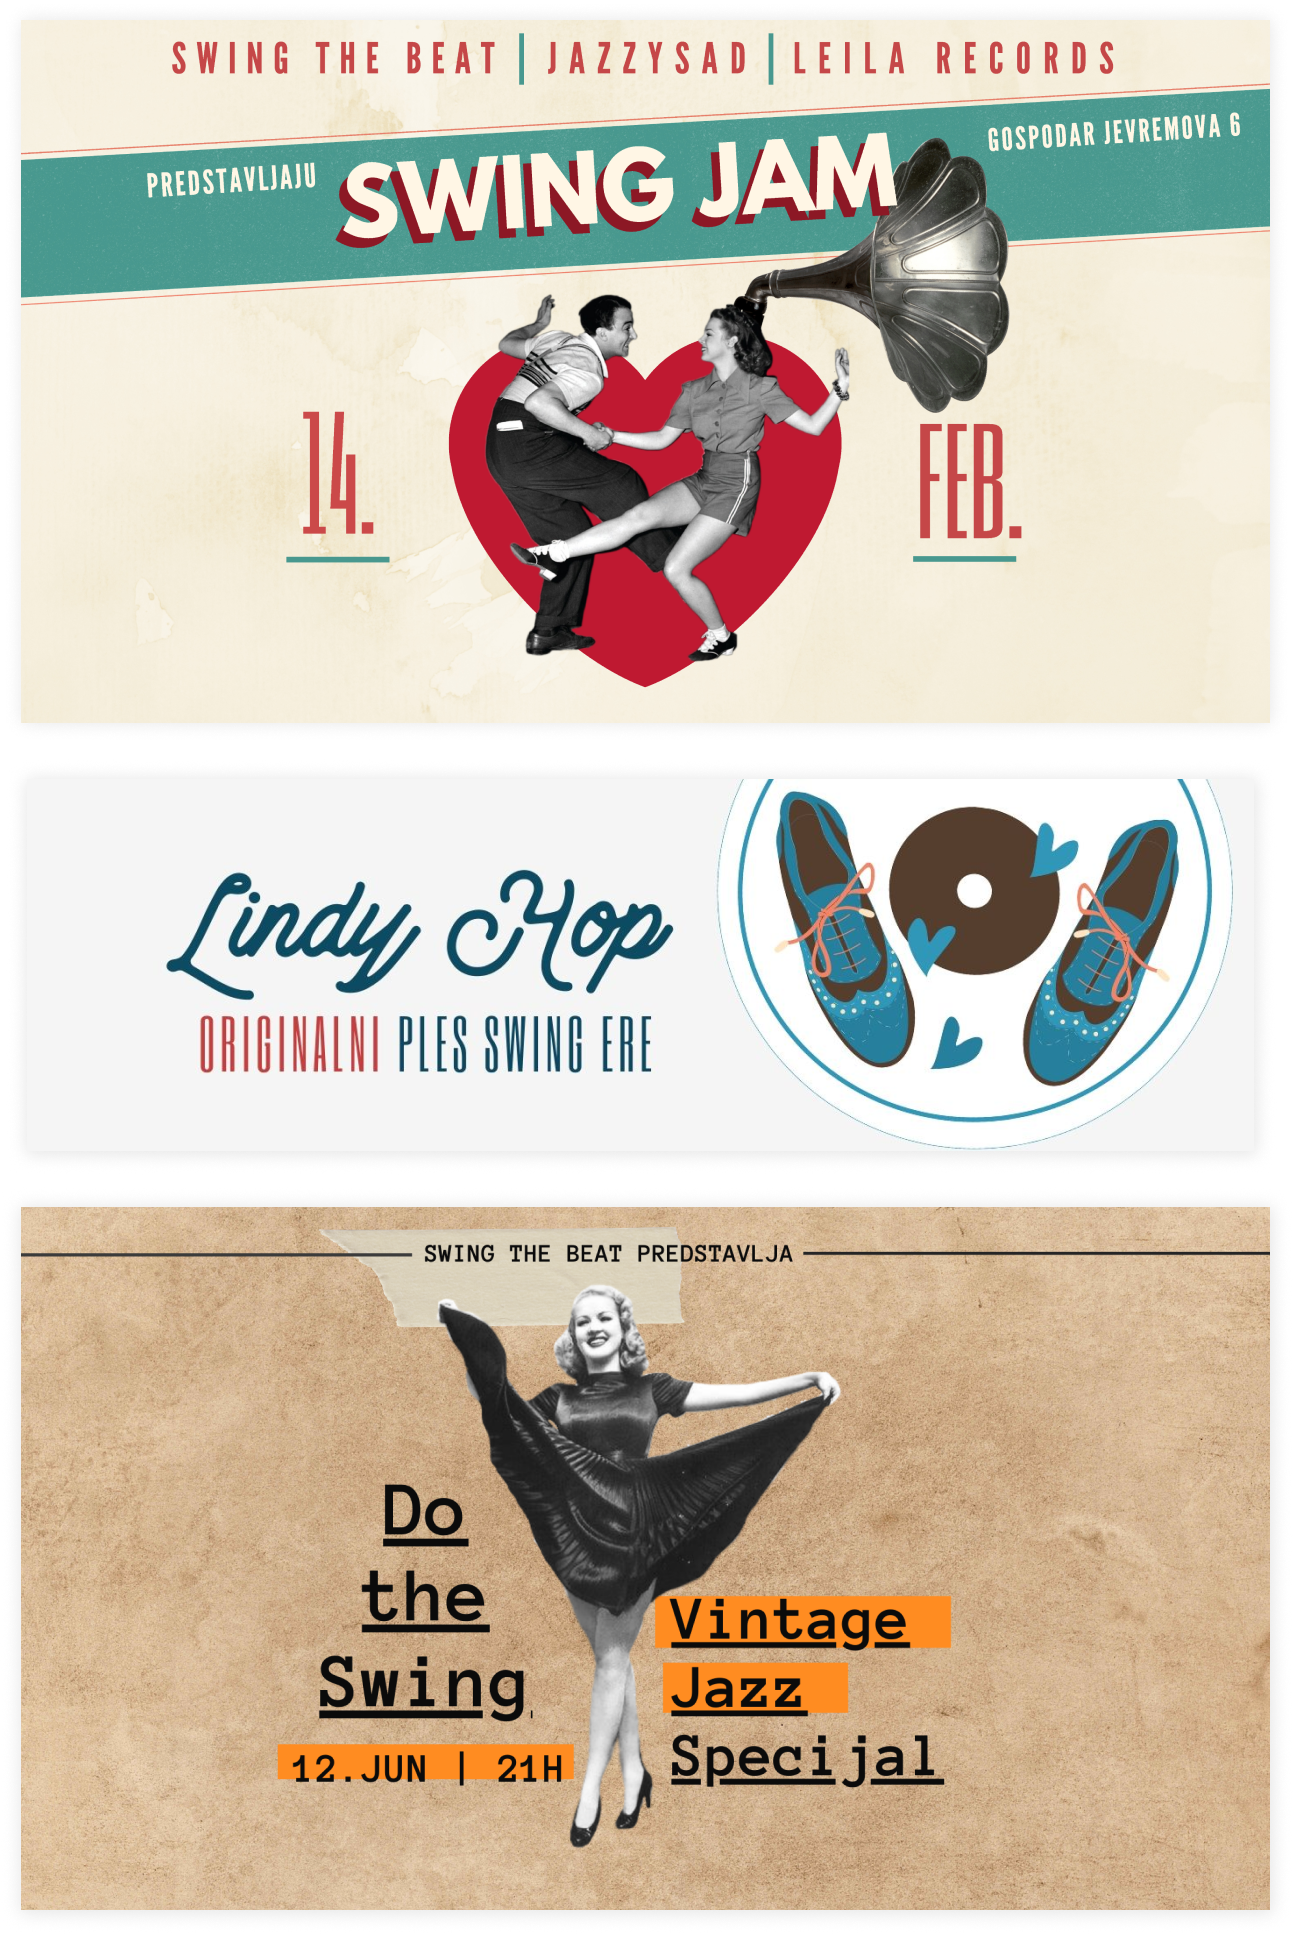 SWING THE BEAT | JAZZYSAD | LEILA RECORDS
PREDSTAVLJAJU
SWING JAM
GOSPODAR JEVREMOVA 6
14.
FEB.
Lindy Hop
ORIGINALNI PLES SWING ERE
SWING THE BEAT PREDSTAVLJA
Do
the
Swing
12.JUN | 21H
Vintage
Jazz
Specijal